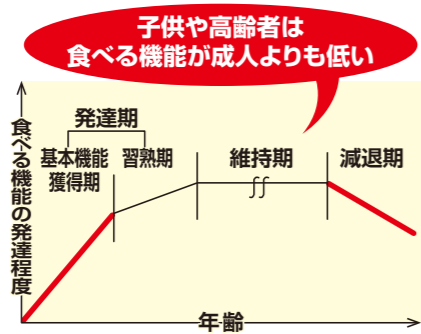 子供や高齢者は
食べる機能が成人よりも低い
発達期
基本機能
獲得期
習熟期
維持期
減退期
食べる機能の発達程度
年齢